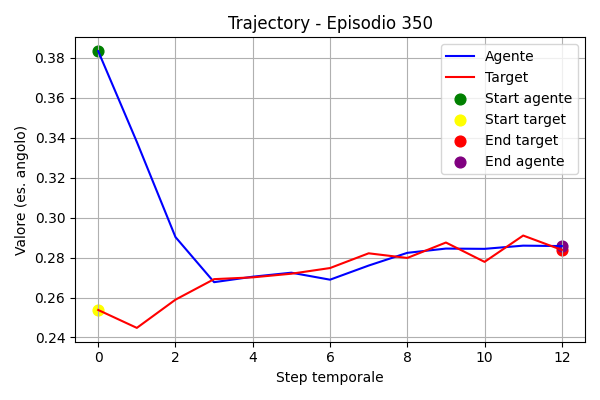 Trajectory - Episodio 350
Valore (es. angolo)
0.38
0.36
0.34
0.32
0.30
0.28
0.26
0.24
Agente
Target
Start agente
Start target
End target
End agente
0 2 4 6 8 10 12
Step temporale